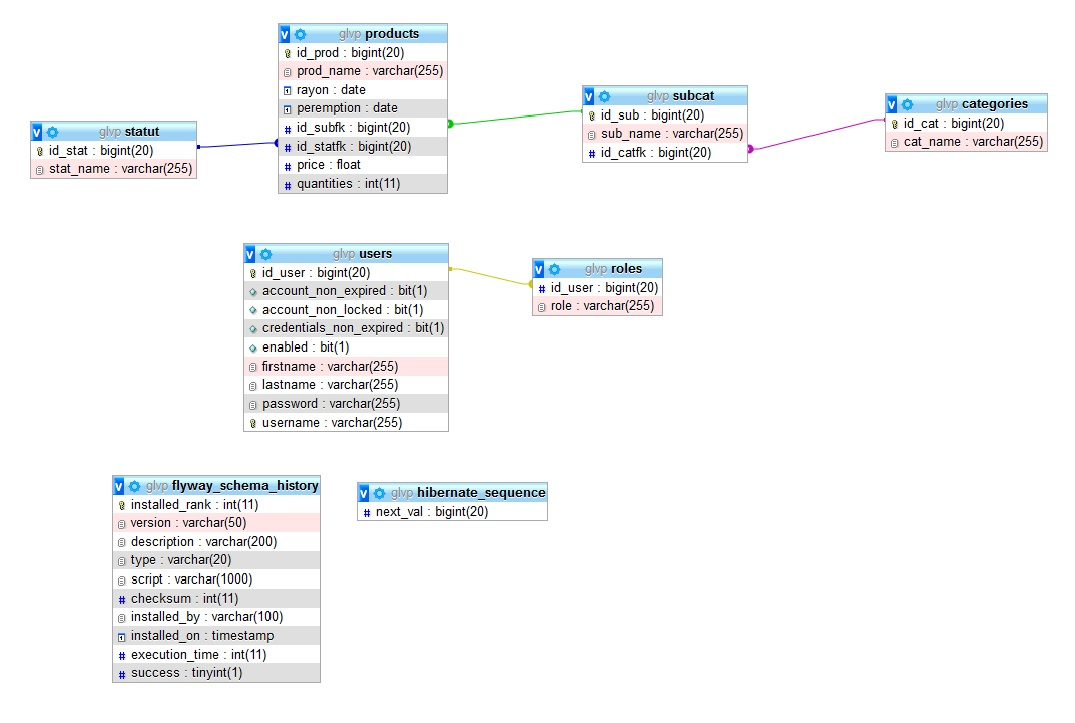 glvp products
id_prod : bigint(20)
prod_name : varchar(255)
rayon : date
peremption : date
id_subfk : bigint(20)
id_statfk : bigint(20)
price : float
quantities : int(11)
v glvp subcat
id_sub : bigint(20)
sub_name : varchar(255)
id_catfk : bigint(20)
v glvp categories
id_cat : bigint(20)
cat_name : varchar(255)
v glvp statut
id_stat : bigint(20)
stat_name : varchar(255)
v glvp users
id_user : bigint(20)
account_non_expired : bit(1)
account_non_locked : bit(1)
credentials_non_expired : bit(1)
enabled : bit(1)
firstname : varchar(255)
lastname : varchar(255)
password : varchar(255)
username : varchar(255)
v glvp roles
id_user : bigint(20)
role : varchar(255)
v glvp flyway_schema_history
installed_rank : int(11)
version : varchar(50)
description : varchar(200)
type : varchar(20)
script : varchar(1000)
checksum : int(11)
installed_by : varchar(100)
installed_on : timestamp
execution_time : int(11)
success : tinyint(1)
v glvp hibernate_sequence
next_val : bigint(20)